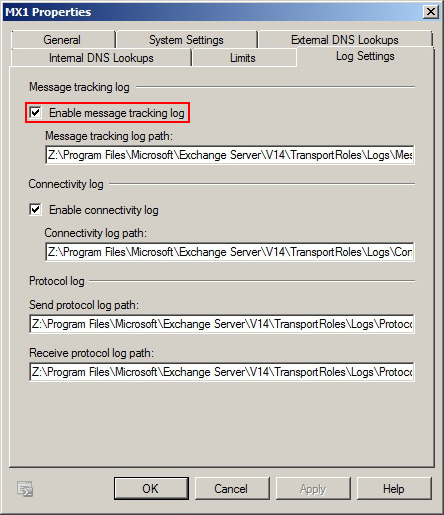 MX1 Properties
General
System Settings
External DNS Lookups
Internal DNS Lookups
Limits
Log Settings
Message tracking log
Enable message tracking log
Message tracking log path:
Z:\Program Files\Microsoft\Exchange Server\V14\TransportRoles\Logs\Mes
Connectivity log
Enable connectivity log
Connectivity log path:
Z:\Program Files\Microsoft\Exchange Server\V14\TransportRoles\Logs\Con
Protocol log
Send protocol log path:
Z:\Program Files\Microsoft\Exchange Server\V14\TransportRoles\Logs\Protoco
Receive protocol log path:
Z:\Program Files\Microsoft\Exchange Server\V14\TransportRoles\Logs\Protoco
OK
Cancel
Apply
Help